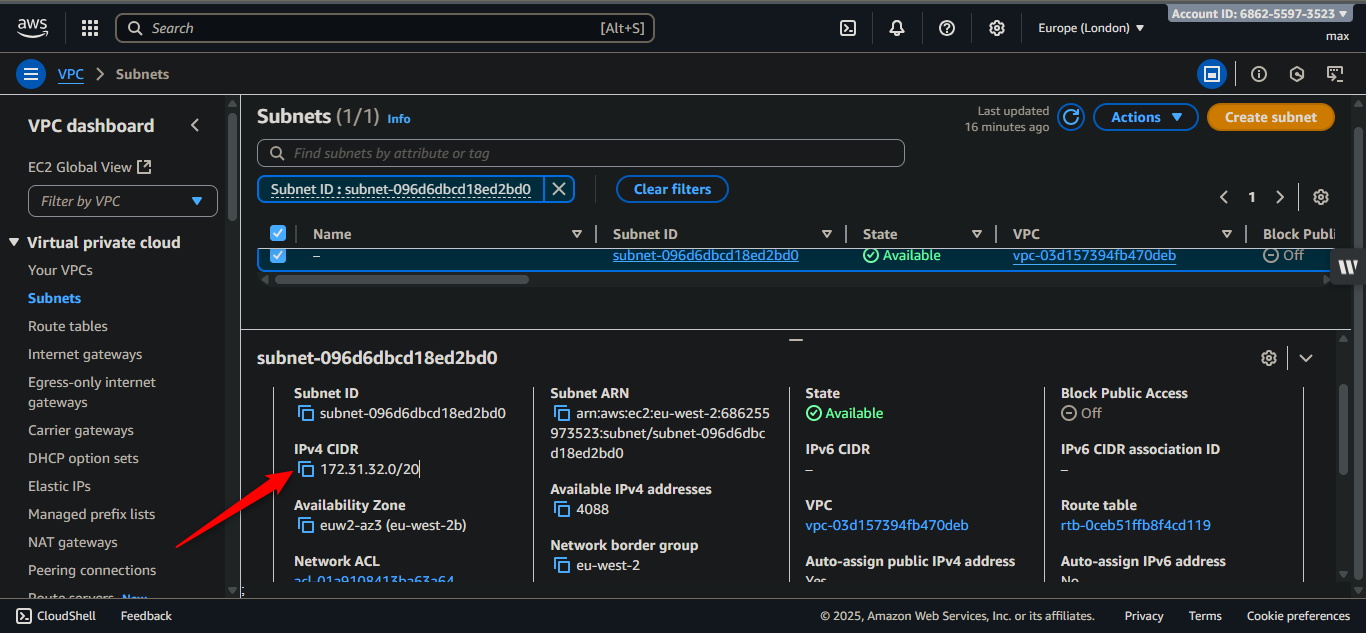 aws
Search [Alt+S]
Europe (London)
Account ID: 6862-5597-3523
max
VPC
Subnets
VPC dashboard
EC2 Global View
Filter by VPC
Virtual private cloud
Your VPCs
Subnets
Route tables
Internet gateways
Egress-only internet
gateways
Carrier gateways
DHCP option sets
Elastic IPs
Managed prefix lists
NAT gateways
Peering connections
Route servers New
Subnets (1/1) Info
Last updated
16 minutes ago
Actions
Create subnet
Find subnets by attribute or tag
Subnet ID : subnet-096d6dbcd18ed2bd0
Clear filters
1
Name Subnet ID State VPC Block Publi
– subnet-096d6dbcd18ed2bd0 Available vpc-03d157394fb470deb Off
W
subnet-096d6dbcd18ed2bd0
Subnet ID
subnet-096d6dbcd18ed2bd0
IPv4 CIDR
172.31.32.0/20
Availability Zone
euw2-az3 (eu-west-2b)
Network ACL
acl-01a9108413ba63a64
Subnet ARN
arn:aws:ec2:eu-west-2:686255
973523:subnet/subnet-096d6dbc
d18ed2bd0
Available IPv4 addresses
4088
Network border group
eu-west-2
State
Available
IPv6 CIDR
–
VPC
vpc-03d157394fb470deb
Auto-assign public IPv4 address
Yes
Block Public Access
Off
IPv6 CIDR association ID
–
Route table
rtb-0ceb51ffb8f4cd119
Auto-assign IPv6 address
No
CloudShell
Feedback
© 2025, Amazon Web Services, Inc. or its affiliates.
Privacy
Terms
Cookie preferences